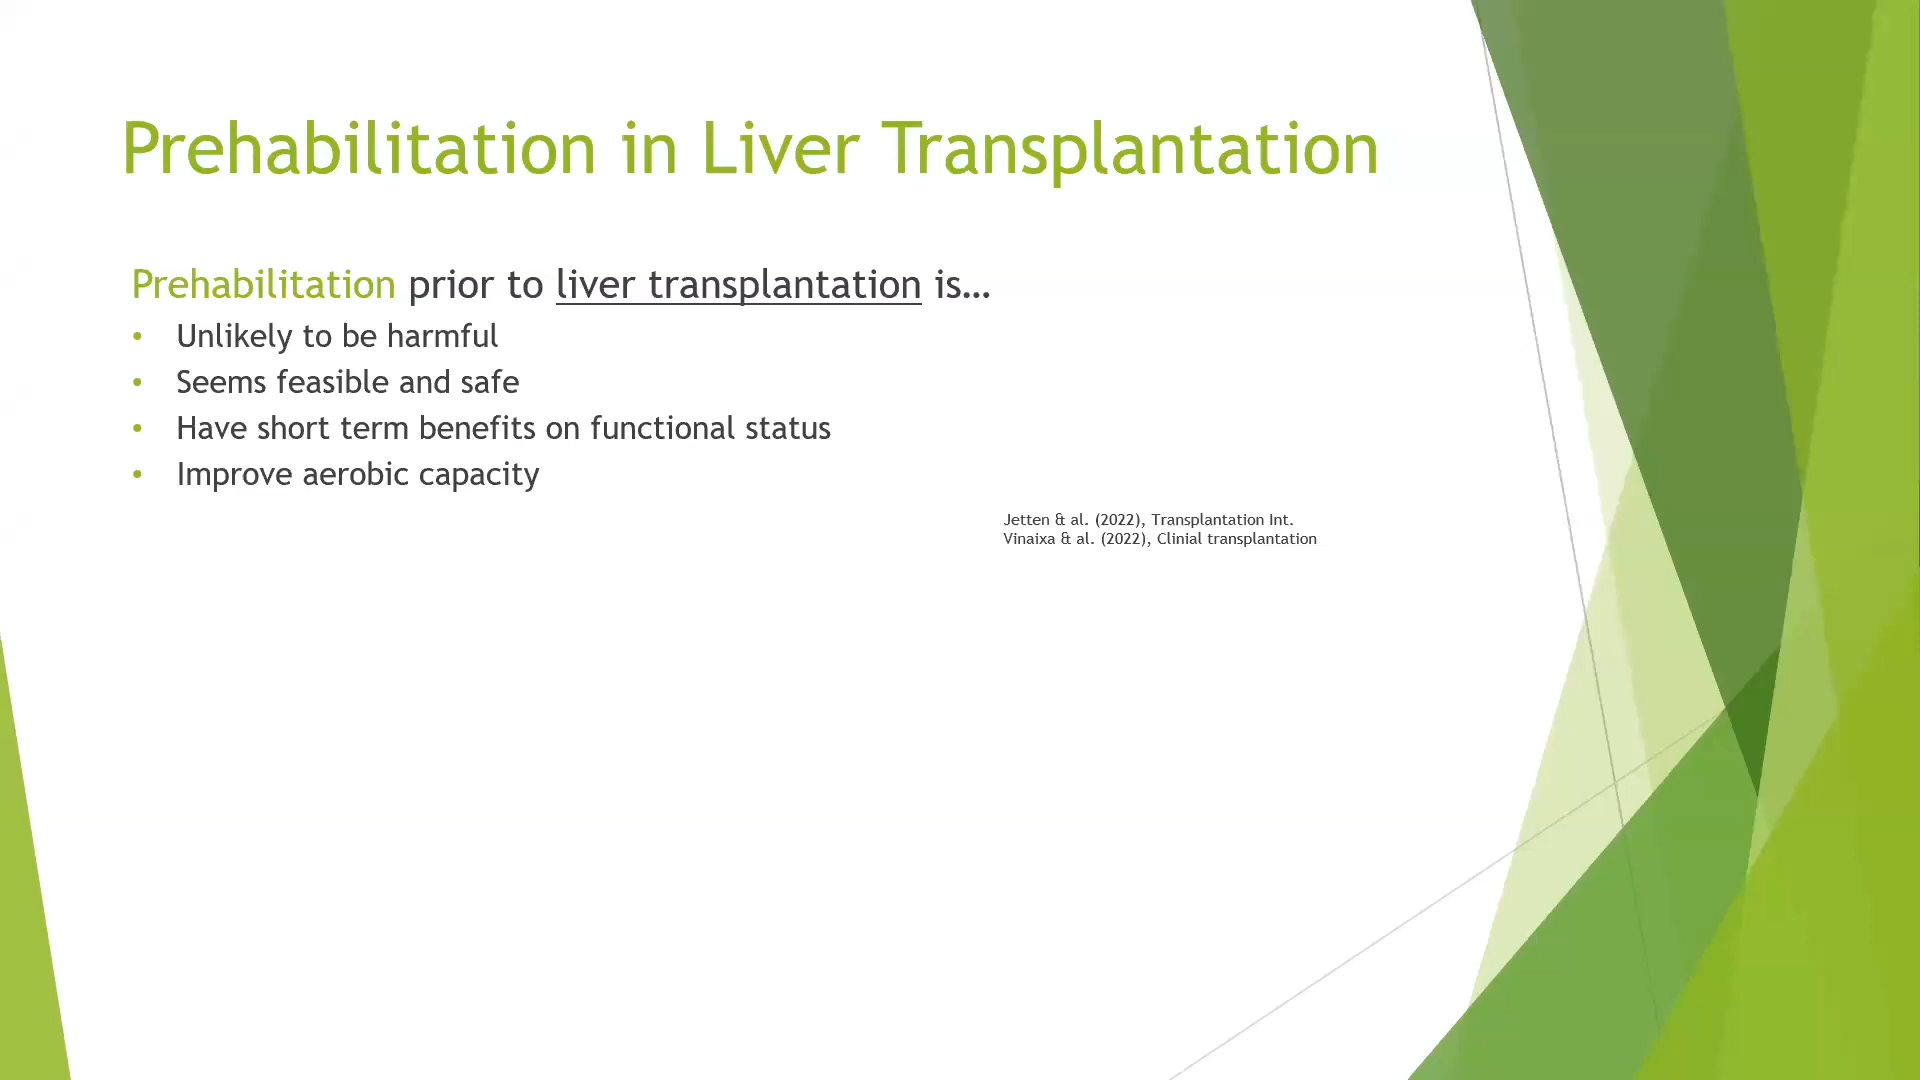 Prehabilitation in Liver Transplantation
Prehabilitation prior to liver transplantation is…
• Unlikely to be harmful
• Seems feasible and safe
• Have short term benefits on functional status
• Improve aerobic capacity
Jetten & al. (2022), Transplantation Int.
Vinaixa & al. (2022), Clinial transplantation